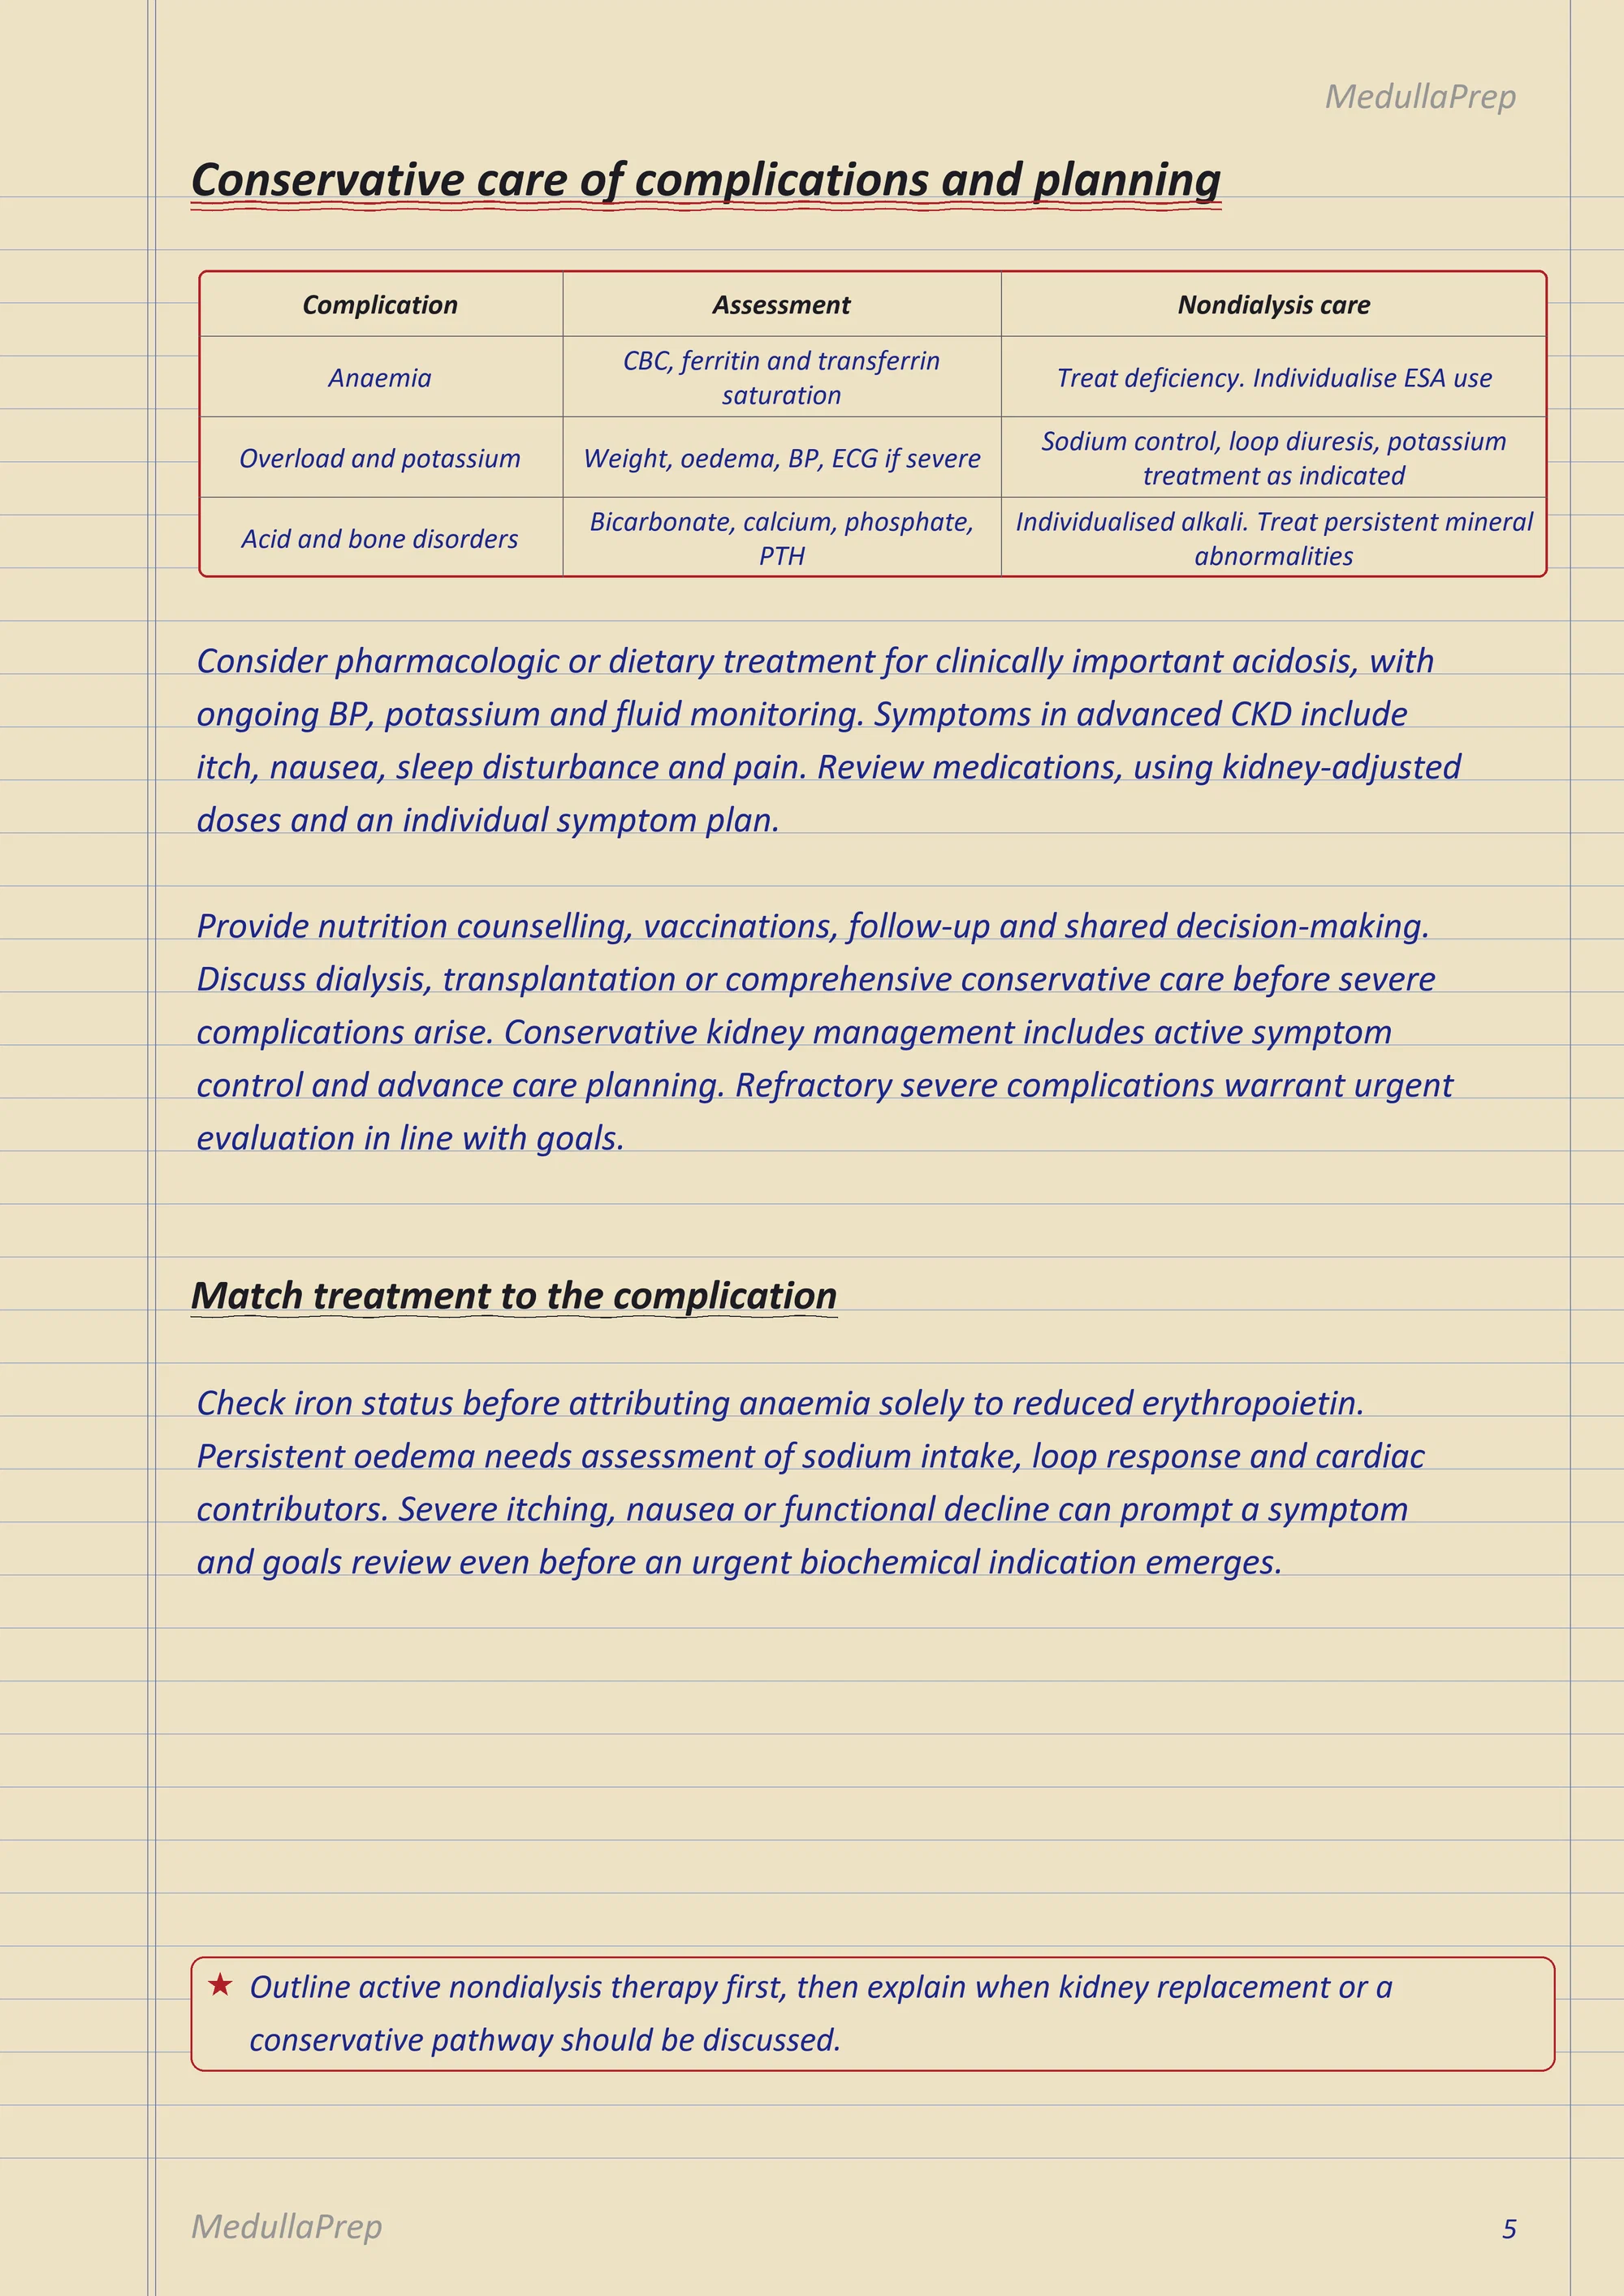 MedullaPrep
Conservative care of complications and planning
Complication Assessment Nondialysis care
Anaemia CBC, ferritin and transferrin saturation Treat deficiency. Individualise ESA use
Overload and potassium Weight, oedema, BP, ECG if severe Sodium control, loop diuresis, potassium treatment as indicated
Acid and bone disorders Bicarbonate, calcium, phosphate, PTH Individualised alkali. Treat persistent mineral abnormalities
Consider pharmacologic or dietary treatment for clinically important acidosis, with
ongoing BP, potassium and fluid monitoring. Symptoms in advanced CKD include
itch, nausea, sleep disturbance and pain. Review medications, using kidney-adjusted
doses and an individual symptom plan.
Provide nutrition counselling, vaccinations, follow-up and shared decision-making.
Discuss dialysis, transplantation or comprehensive conservative care before severe
complications arise. Conservative kidney management includes active symptom
control and advance care planning. Refractory severe complications warrant urgent
evaluation in line with goals.
Match treatment to the complication
Check iron status before attributing anaemia solely to reduced erythropoietin.
Persistent oedema needs assessment of sodium intake, loop response and cardiac
contributors. Severe itching, nausea or functional decline can prompt a symptom
and goals review even before an urgent biochemical indication emerges.
★ Outline active nondialysis therapy first, then explain when kidney replacement or a
conservative pathway should be discussed.
MedullaPrep 5